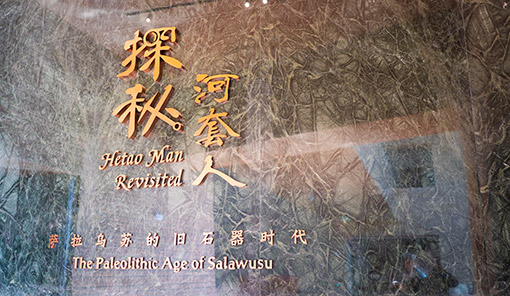 探秘
河套人
Hetao Man
Revisited
萨拉乌苏的旧石器时代
The Paleolithic Age of Salawusu